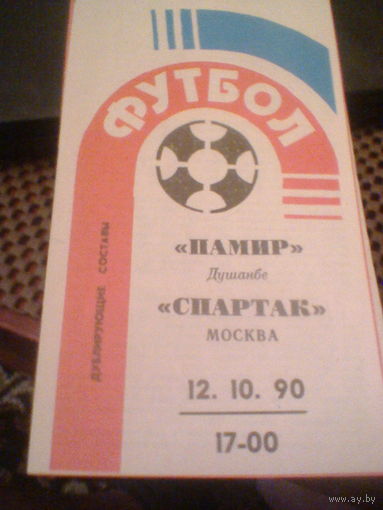 ФУТБОЛ
ДУБЛИРУЮЩИЕ СОСТАВЫ
«ПАМИР»
Душанбе
«СПАРТАК»
МОСКВА
12. 10. 90
17-00
www.ay.by